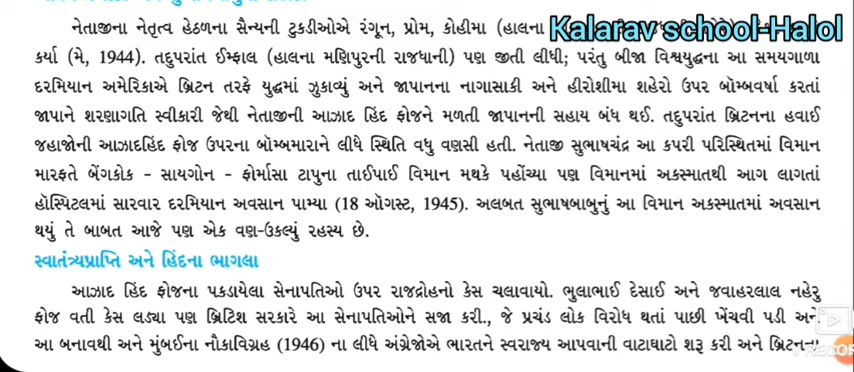 નેતાજીના નેતૃત્વ હેઠળના સૈન્યની ટુકડીઓએ રંગૂન, પ્રોમ, કોહીમા (હાલના
Kalarav school-Halol
કર્યા (મે, 1944). તદુપરાંત ઈમ્ફાલ (હાલના મણિપુરની રાજધાની) પણ જીતી લીધી; પરંતુ બીજા વિશ્વયુદ્ધના આ સમયગાળા
દરમિયાન અમેરિકાએ બ્રિટન તરફે યુદ્ધમાં ઝુકાવ્યું અને જાપાનના નાગાસાકી અને હીરોશીમા શહેરો ઉપર બૉમ્બવર્ષા કરતાં
જાપાને શરણાગતિ સ્વીકારી જેથી નેતાજીની આઝાદ હિંદ ફોજને મળતી જાપાનની સહાય બંધ થઈ. તદુપરાંત બ્રિટનના હવાઈ
જહાજોની આઝાદહિંદ ફોજ ઉપરના બૉમ્બમારાને લીધે સ્થિતિ વધુ વણસી હતી. નેતાજી સુભાષચંદ્ર આ કપરી પરિસ્થિતમાં વિમાન
મારફતે બેંગકોક - સાયગોન - ફોર્માસા ટાપુના તાઈપાઈ વિમાન મથકે પહોંચ્યા પણ વિમાનમાં અકસ્માતથી આગ લાગતાં
હૉસ્પિટલમાં સારવાર દરમિયાન અવસાન પામ્યા (18 ઑગસ્ટ, 1945). અલબત સુભાષબાબુનું આ વિમાન અકસ્માતમાં અવસાન
થયું તે બાબત આજે પણ એક વણ-ઉકલ્યું રહસ્ય છે.
સ્વાતંત્ર્યપ્રાપ્તિ અને હિંદના ભાગલા
આઝાદ હિંદ ફોજના પકડાયેલા સેનાપતિઓ ઉપર રાજદ્રોહનો કેસ ચલાવાયો. ભુલાભાઈ દેસાઈ અને જવાહરલાલ નહેરુ
ફોજ વતી કેસ લડ્યા પણ બ્રિટિશ સરકારે આ સેનાપતિઓને સજા કરી., જે પ્રચંડ લોક વિરોધ થતાં પાછી ખેંચવી પડી અને
આ બનાવથી અને મુંબઈના નૌકાવિગ્રહ (1946) ના લીધે અંગ્રેજોએ ભારતને સ્વરાજ્ય આપવાની વાટાઘાટો શરૂ કરી અને બ્રિટનના